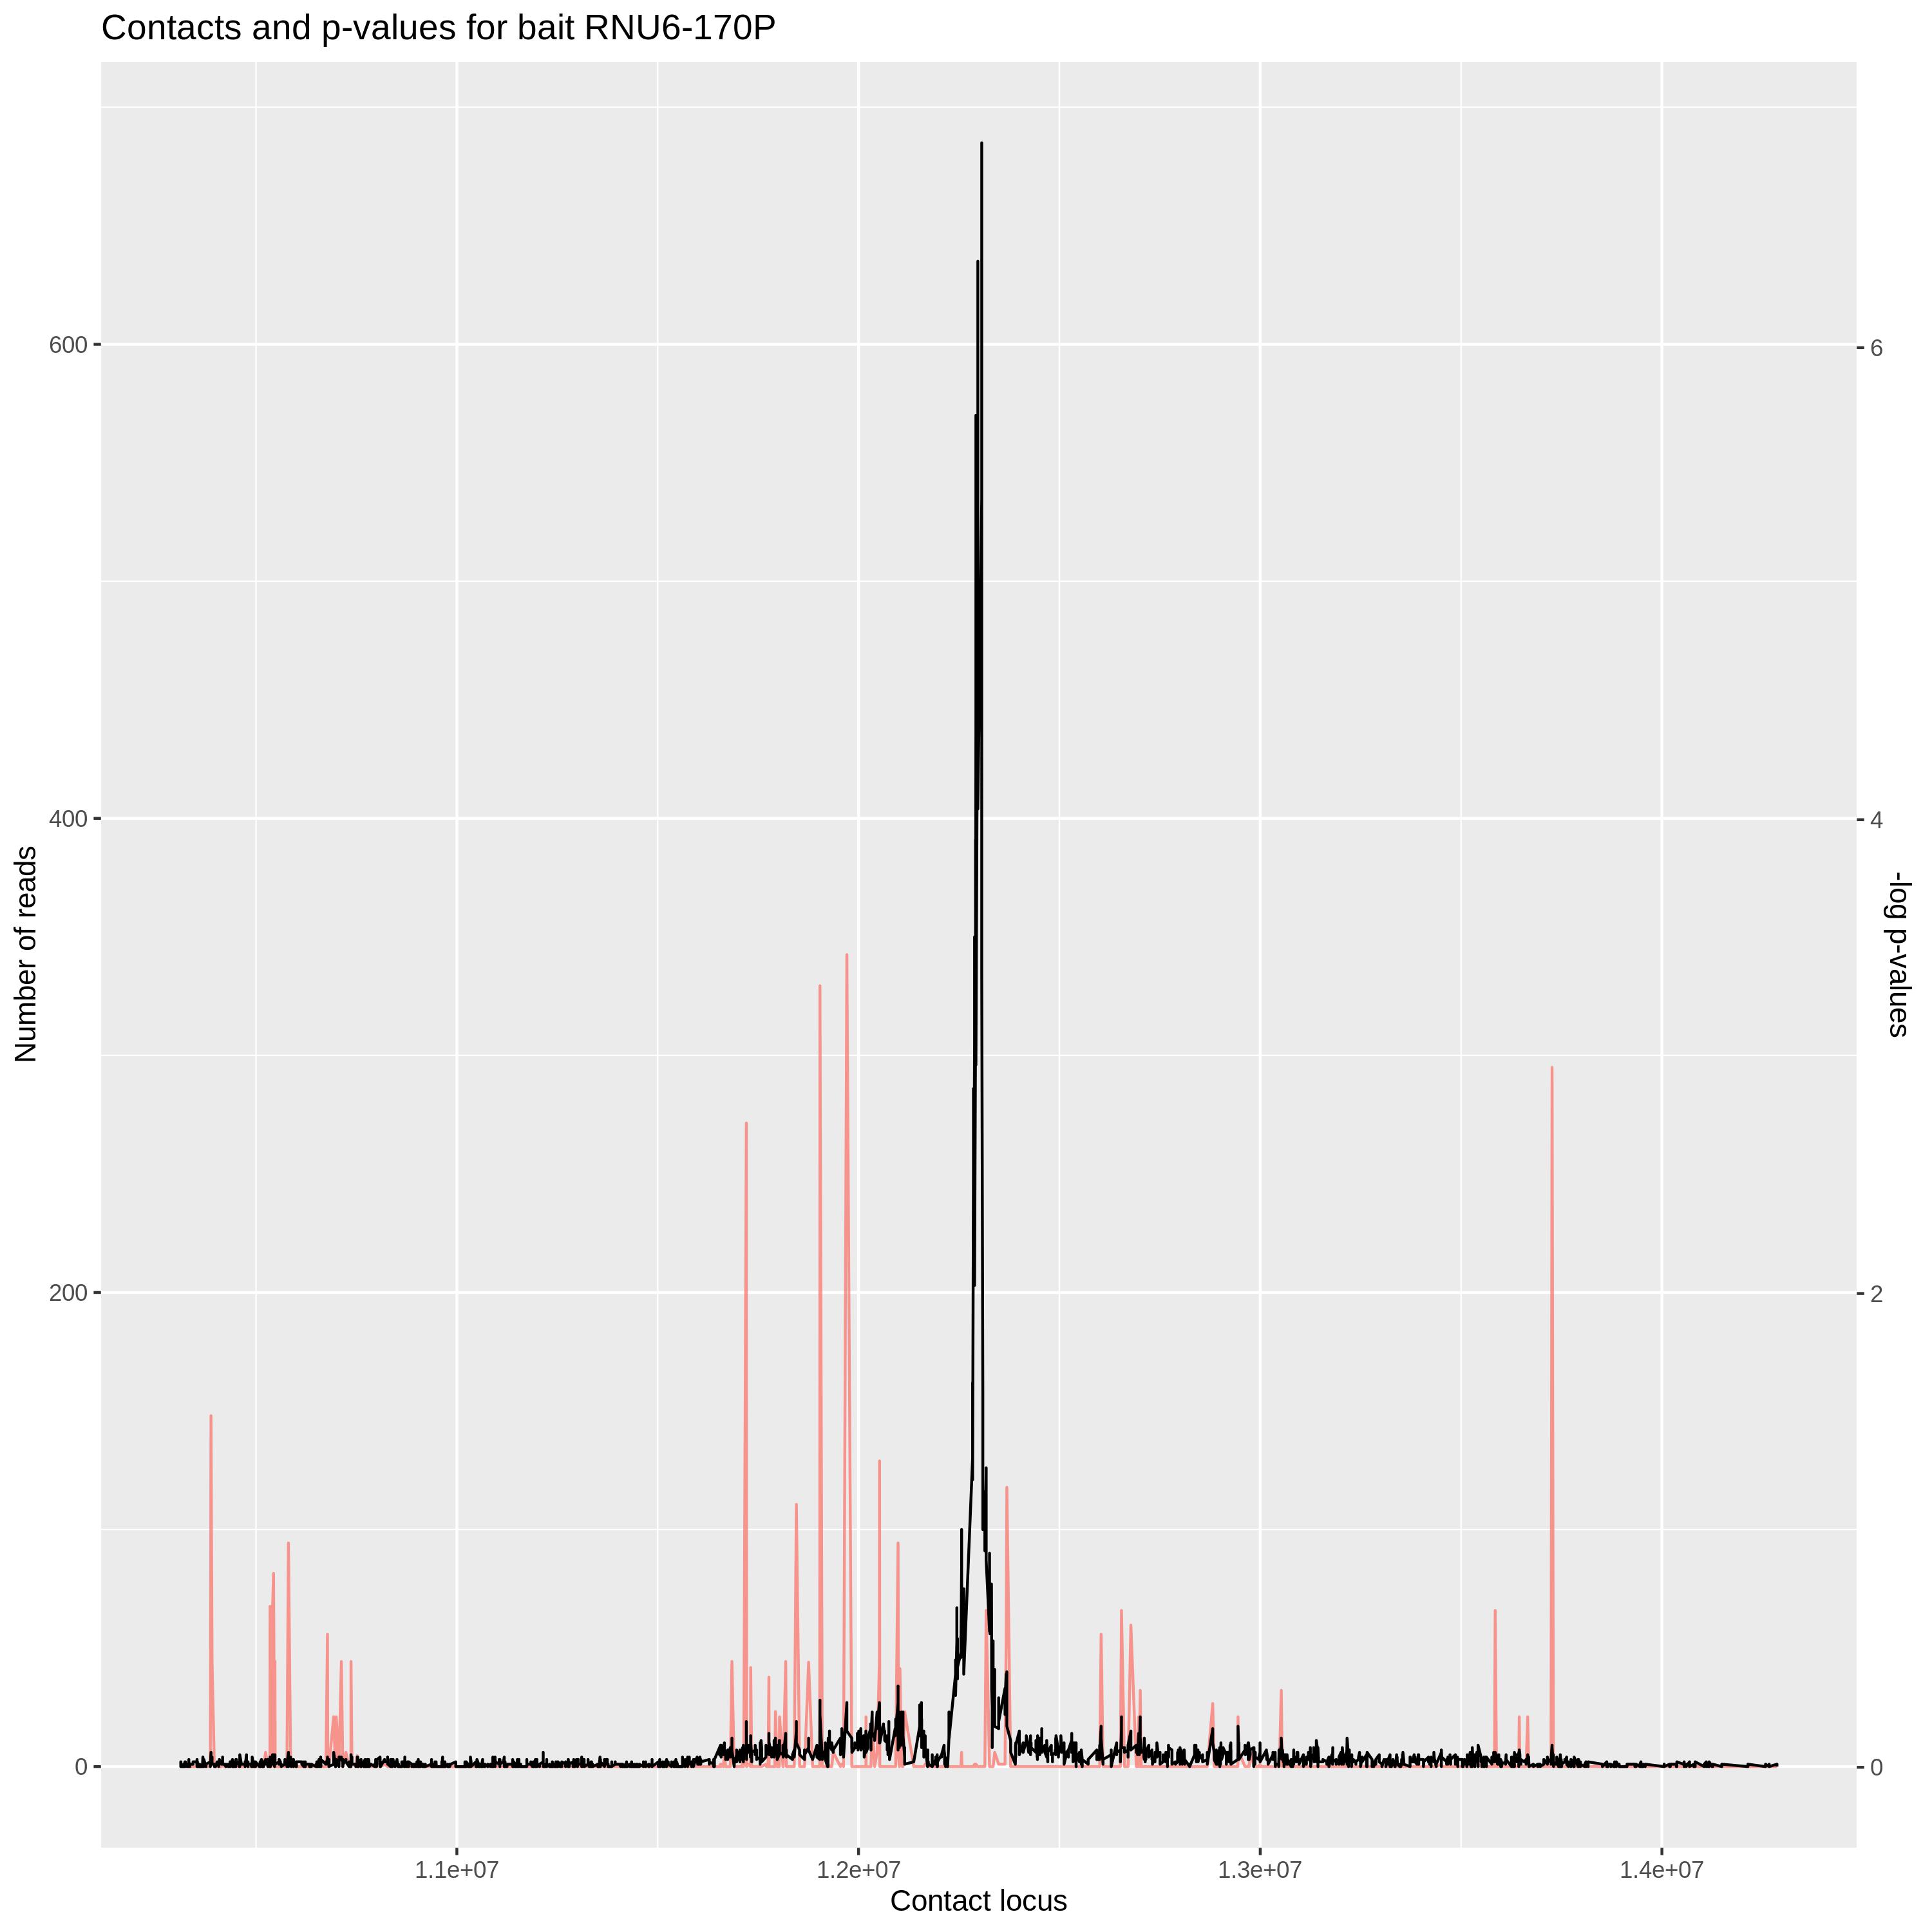 Contacts and p-values for bait RNU6-170P
Number of reads
600
400
200
0
6
4
2
0
-log p-values
1.1e+07
1.2e+07
1.3e+07
1.4e+07
Contact locus